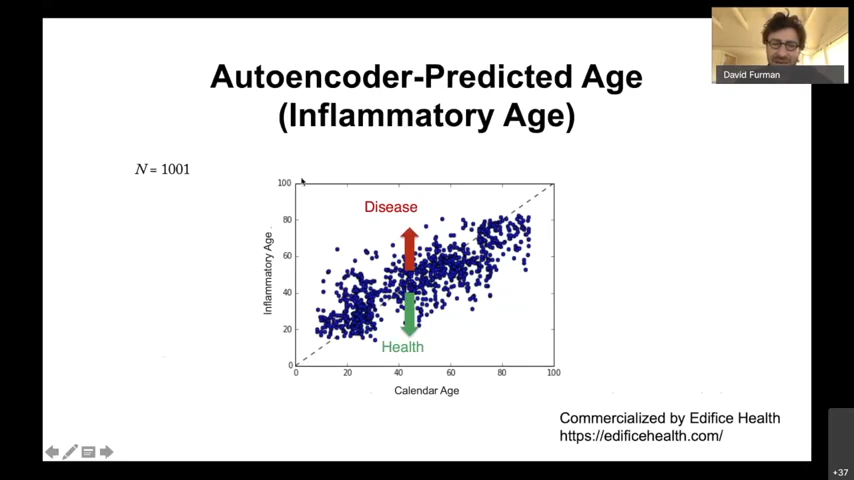 David Furman
Autoencoder-Predicted Age
(Inflammatory Age)
N = 1001
Disease
Health
Inflammatory Age
100
80
60
40
20
0
0 20 40 60 80 100
Calendar Age
Commercialized by Edifice Health
https://edificehealth.com/
+37